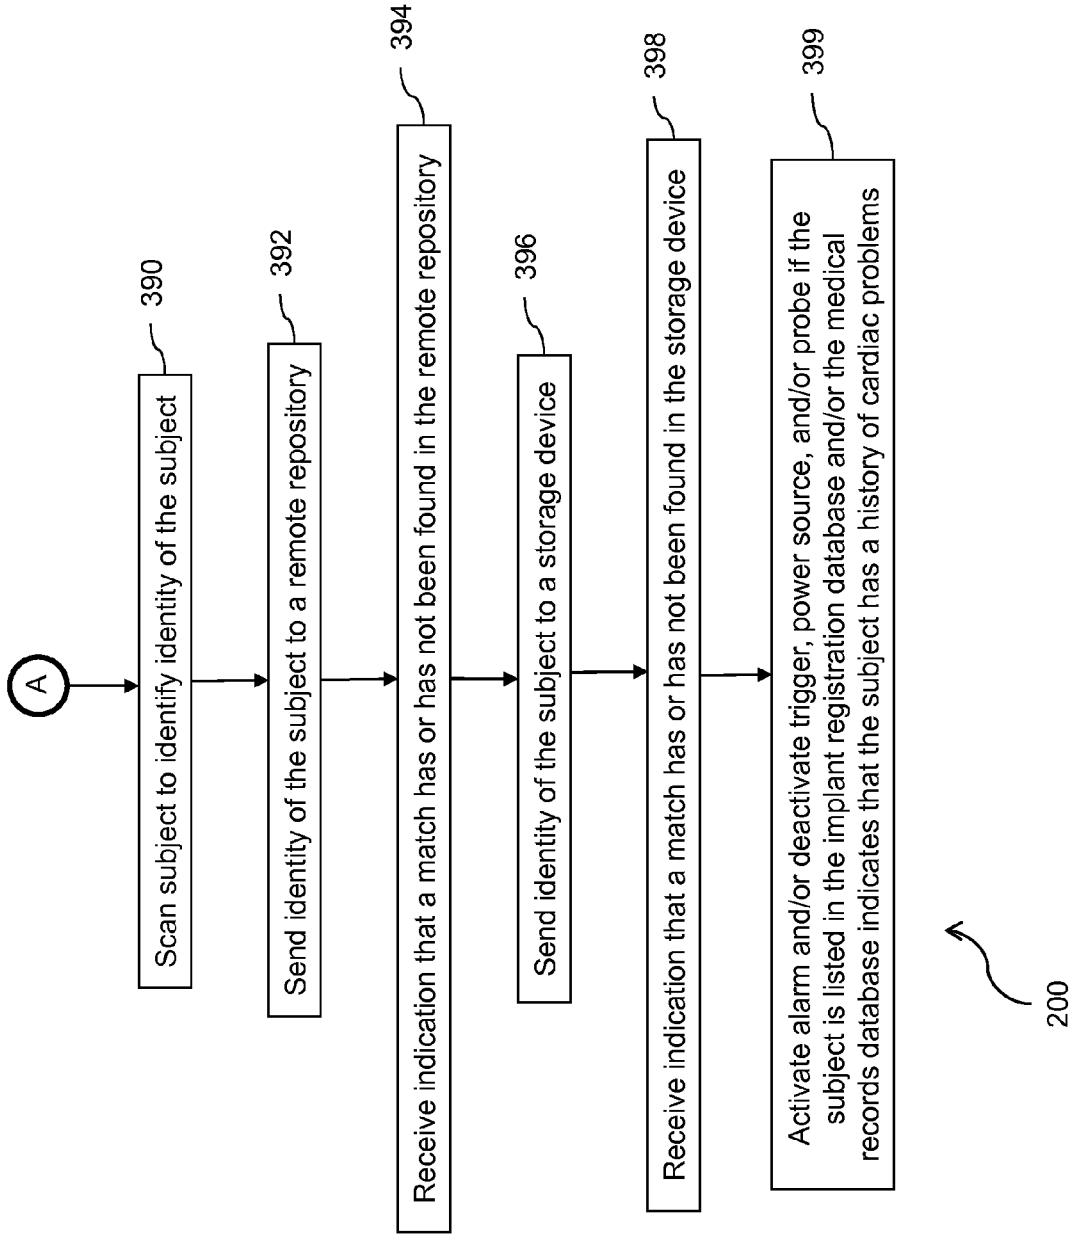 A
Scan subject to identify identity of the subject
390
Send identity of the subject to a remote repository
392
Receive indication that a match has or has not been found in the remote repository
394
Send identity of the subject to a storage device
396
Receive indication that a match has or has not been found in the storage device
398
Activate alarm and/or deactivate trigger, power source, and/or probe if the
subject is listed in the implant registration database and/or the medical
records database indicates that the subject has a history of cardiac problems
399
200